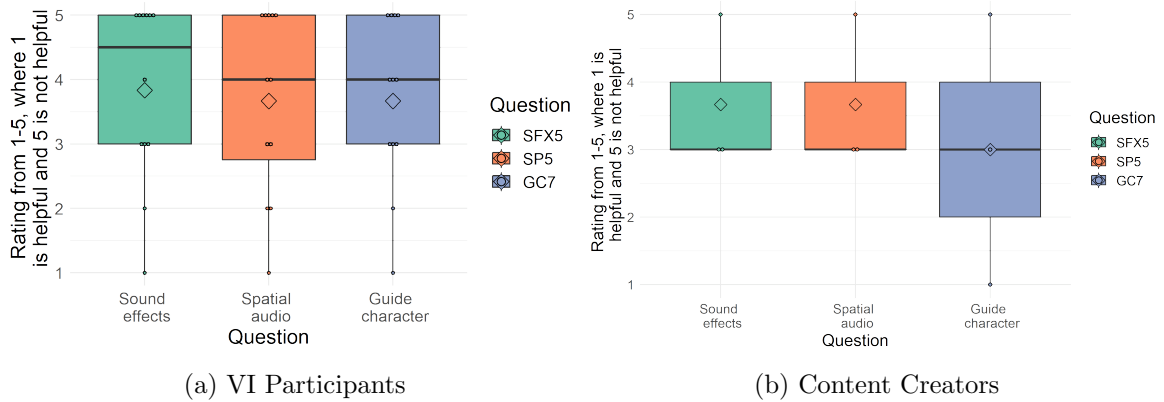 Rating from 1-5, where 1
is helpful and 5 is not helpful
5
4
3
2
1
Sound
effects
Spatial
audio
Guide
character
Question
Question
SFX5
SP5
GC7
(a) VI Participants
Rating from 1-5, where 1 is
helpful and 5 is not helpful
5
4
3
2
1
Sound
effects
Spatial
audio
Guide
character
Question
Question
SFX5
SP5
GC7
(b) Content Creators